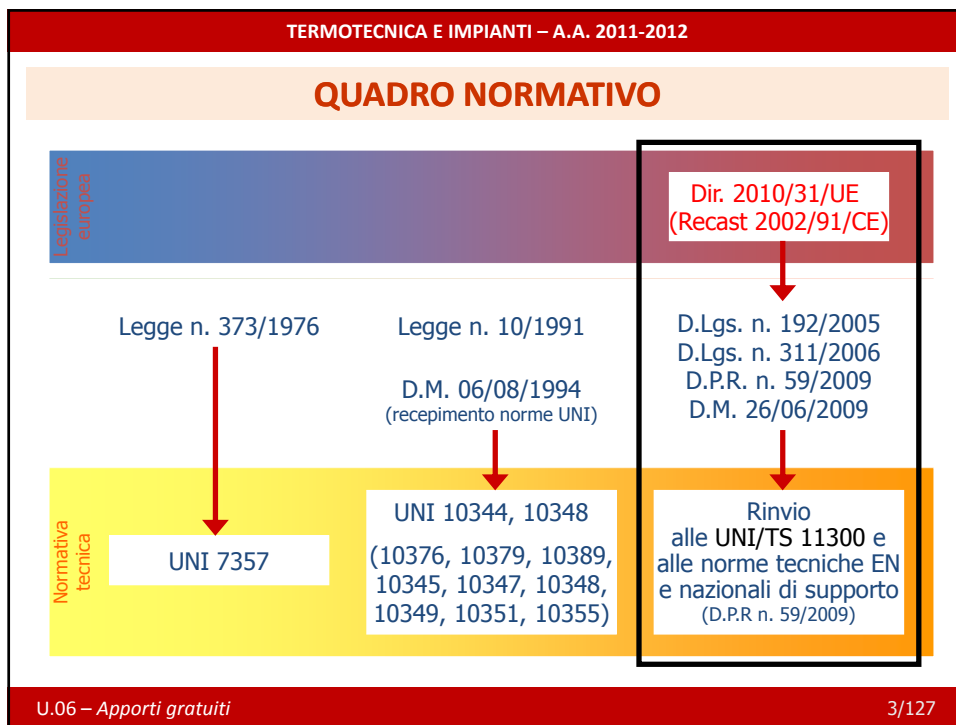 TERMOTECNICA E IMPIANTI – A.A. 2011-2012
QUADRO NORMATIVO
Legislazione
europea
Dir. 2010/31/UE
(Recast 2002/91/CE)
Legge n. 373/1976
Legge n. 10/1991
D.M. 06/08/1994
(recepimento norme UNI)
D.Lgs. n. 192/2005
D.Lgs. n. 311/2006
D.P.R. n. 59/2009
D.M. 26/06/2009
Normativa
tecnica
UNI 7357
UNI 10344, 10348
(10376, 10379, 10389,
10345, 10347, 10348,
10349, 10351, 10355)
Rinvio
alle UNI/TS 11300 e
alle norme tecniche EN
e nazionali di supporto
(D.P.R n. 59/2009)
U.06 – Apporti gratuiti
3/127